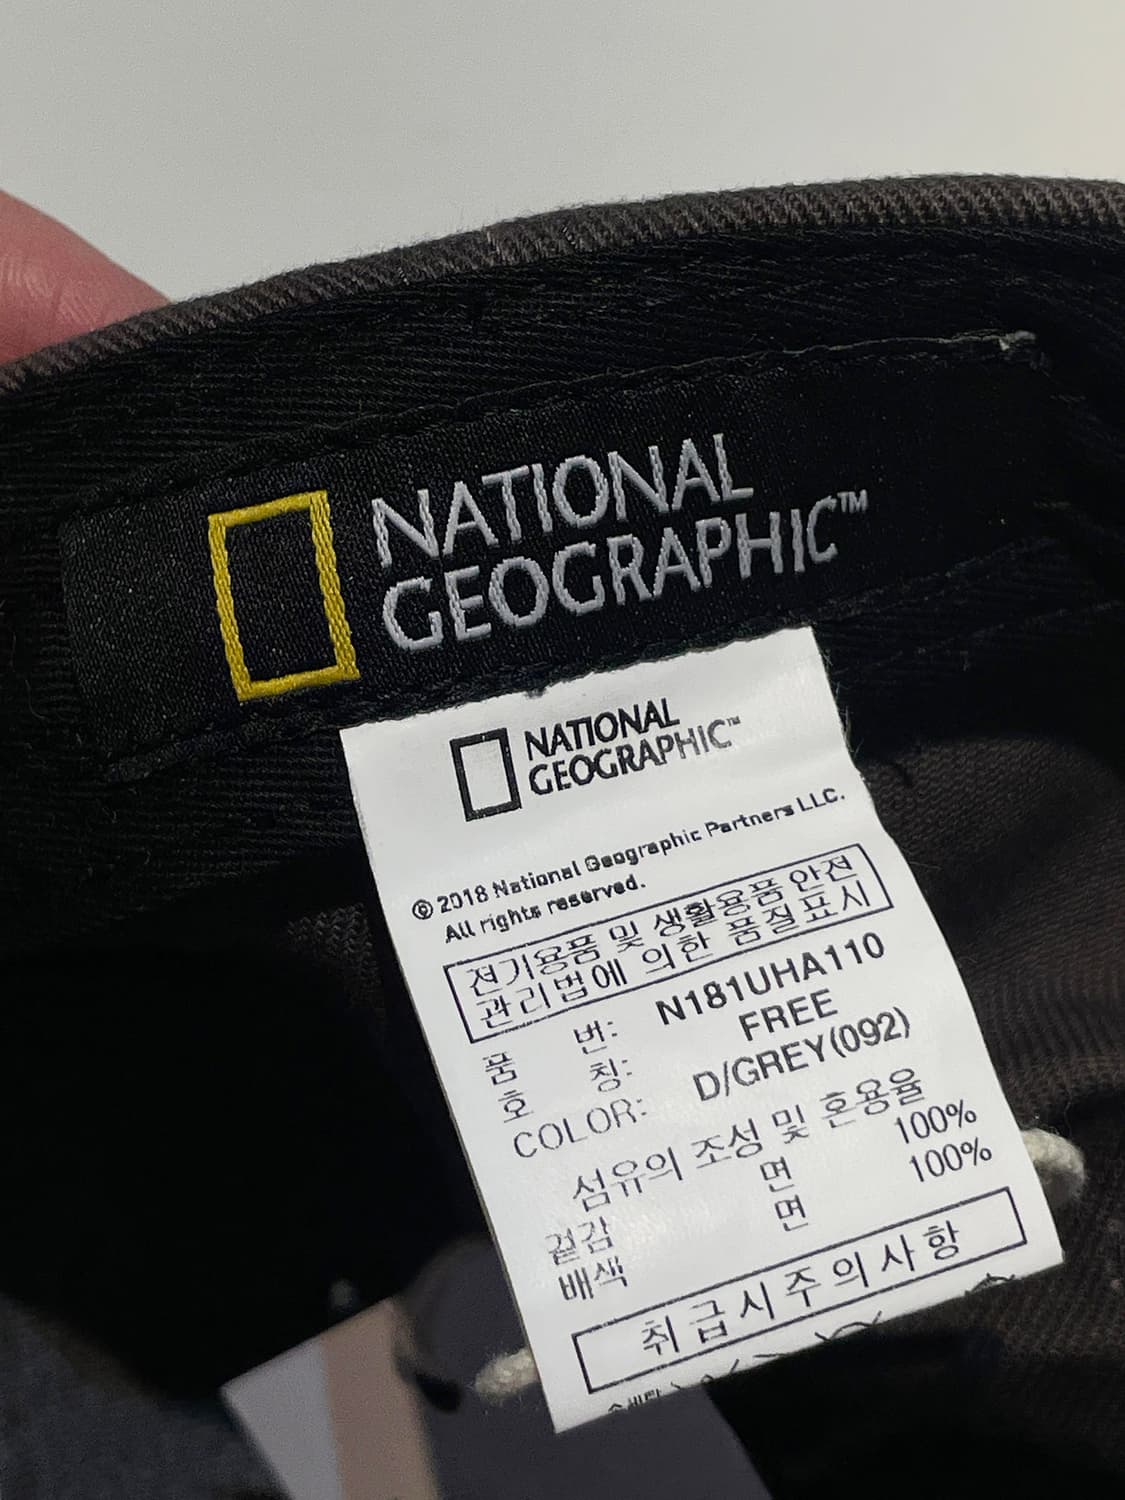 NATIONAL
GEOGRAPHIC™
NATIONAL
GEOGRAPHIC™
© 2018 National Geographic Partners LLC.
All rights reserved.
전기용품 및 생활용품 안전
관리법에 의한 품질표시
품 번: N181UHA110
호 칭: FREE
COLOR: D/GREY(092)
섬유의 조성 및 혼용율
겉감 면 100%
배색 면 100%
취급시주의사항
손세탁